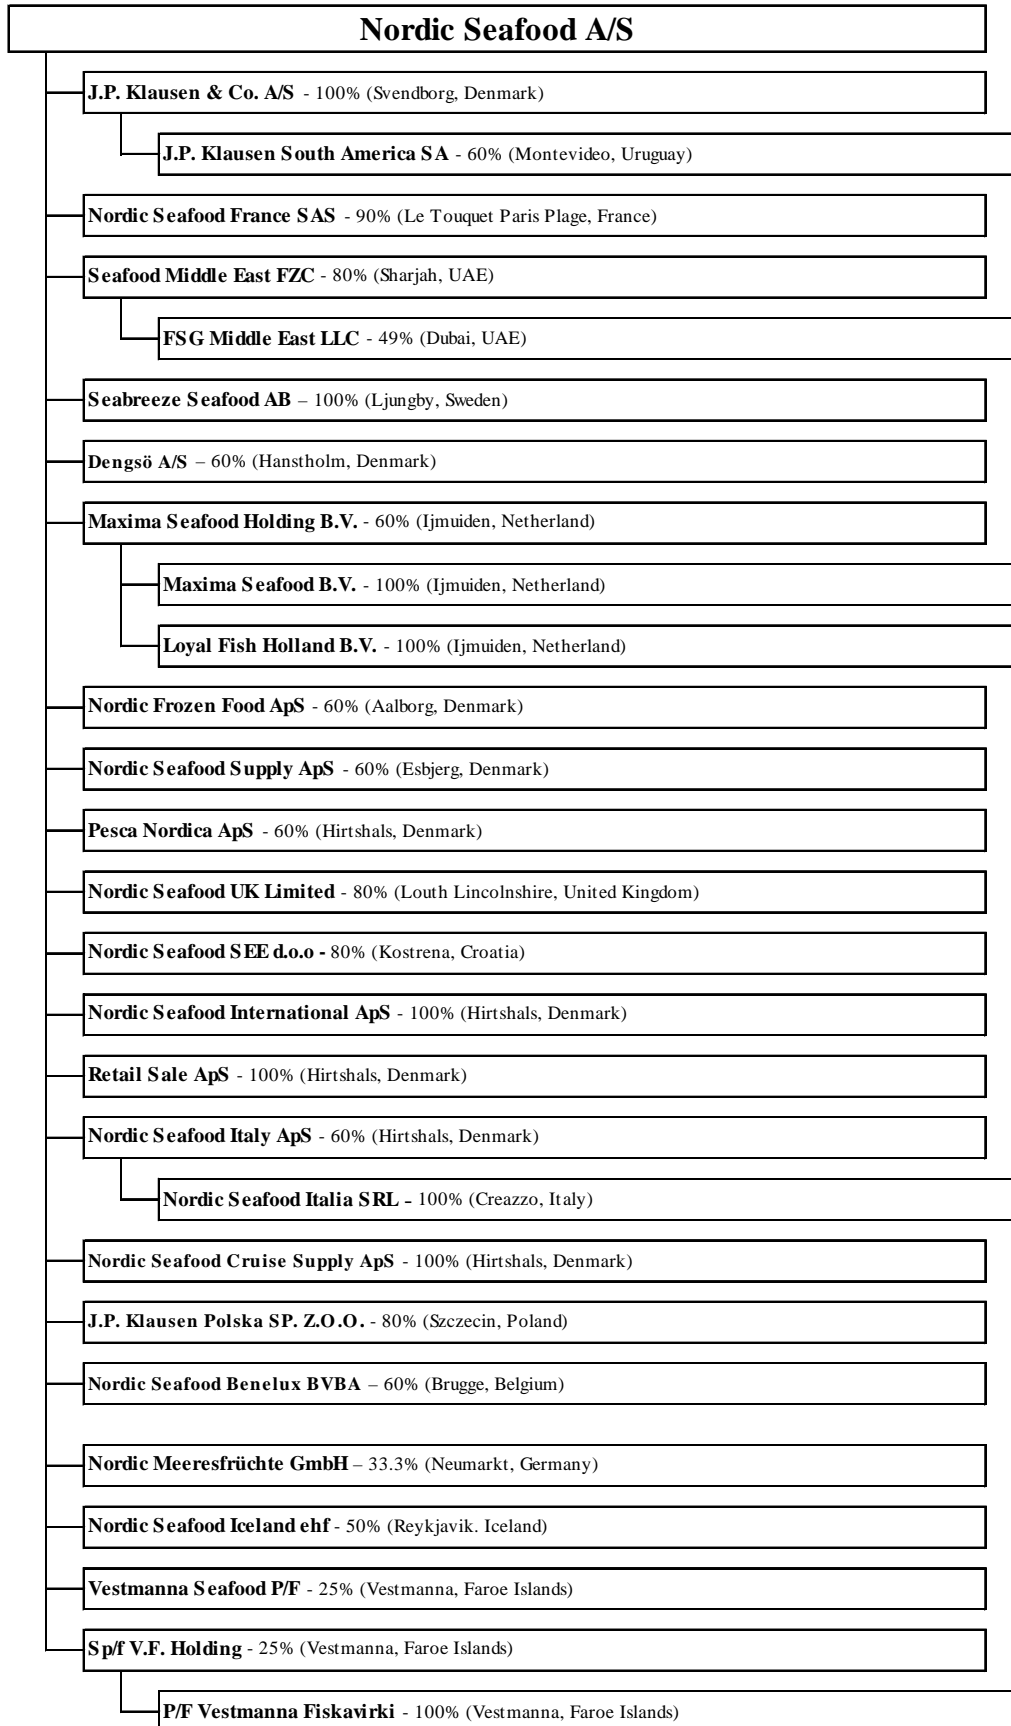 Nordic Seafood A/S
J.P. Klausen & Co. A/S - 100% (Svendborg, Denmark)
J.P. Klausen South America SA - 60% (Montevideo, Uruguay)
Nordic Seafood France SAS - 90% (Le Touquet Paris Plage, France)
Seafood Middle East FZC - 80% (Sharjah, UAE)
FSG Middle East LLC - 49% (Dubai, UAE)
Seabreeze Seafood AB – 100% (Ljungby, Sweden)
Dengsö A/S – 60% (Hanstholm, Denmark)
Maxima Seafood Holding B.V. - 60% (Ijmuiden, Netherland)
Maxima Seafood B.V. - 100% (Ijmuiden, Netherland)
Loyal Fish Holland B.V. - 100% (Ijmuiden, Netherland)
Nordic Frozen Food ApS - 60% (Aalborg, Denmark)
Nordic Seafood Supply ApS - 60% (Esbjerg, Denmark)
Pesca Nordica ApS - 60% (Hirtshals, Denmark)
Nordic Seafood UK Limited - 80% (Louth Lincolnshire, United Kingdom)
Nordic Seafood SEE d.o.o - 80% (Kostrena, Croatia)
Nordic Seafood International ApS - 100% (Hirtshals, Denmark)
Retail Sale ApS - 100% (Hirtshals, Denmark)
Nordic Seafood Italy ApS - 60% (Hirtshals, Denmark)
Nordic Seafood Italia SRL - 100% (Creazzo, Italy)
Nordic Seafood Cruise Supply ApS - 100% (Hirtshals, Denmark)
J.P. Klausen Polska SP. Z.O.O. - 80% (Szczecin, Poland)
Nordic Seafood Benelux BVBA – 60% (Brugge, Belgium)
Nordic Meeresfrüchte GmbH – 33.3% (Neumarkt, Germany)
Nordic Seafood Iceland ehf - 50% (Reykjavik. Iceland)
Vestmanna Seafood P/F - 25% (Vestmanna, Faroe Islands)
Sp/f V.F. Holding - 25% (Vestmanna, Faroe Islands)
P/F Vestmanna Fiskavirki - 100% (Vestmanna, Faroe Islands)